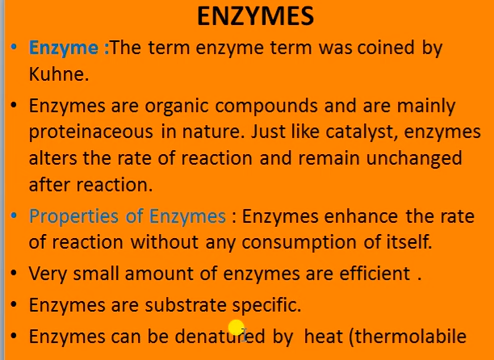 ENZYMES
• Enzyme :The term enzyme term was coined by
Kuhne.
• Enzymes are organic compounds and are mainly
proteinaceous in nature. Just like catalyst, enzymes
alters the rate of reaction and remain unchanged
after reaction.
• Properties of Enzymes : Enzymes enhance the rate
of reaction without any consumption of itself.
• Very small amount of enzymes are efficient .
• Enzymes are substrate specific.
• Enzymes can be denatured by heat (thermolabile